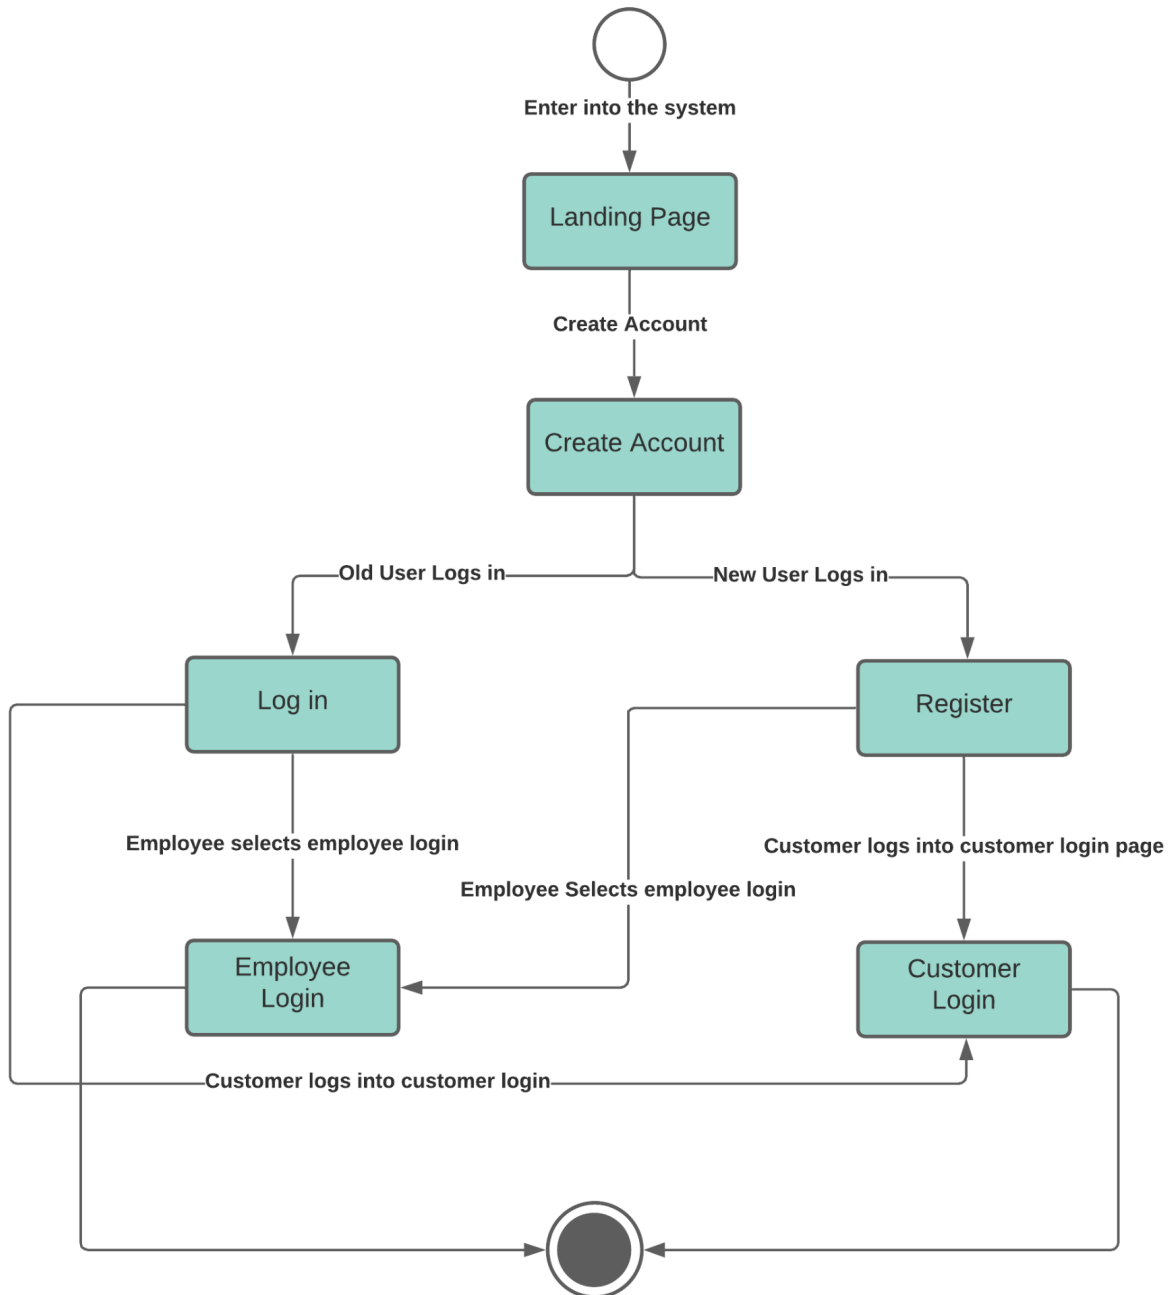 Enter into the system
Landing Page
Create Account
Create Account
Old User Logs in
New User Logs in
Log in
Register
Employee selects employee login
Customer logs into customer login page
Employee Selects employee login
Employee
Login
Customer
Login
Customer logs into customer login